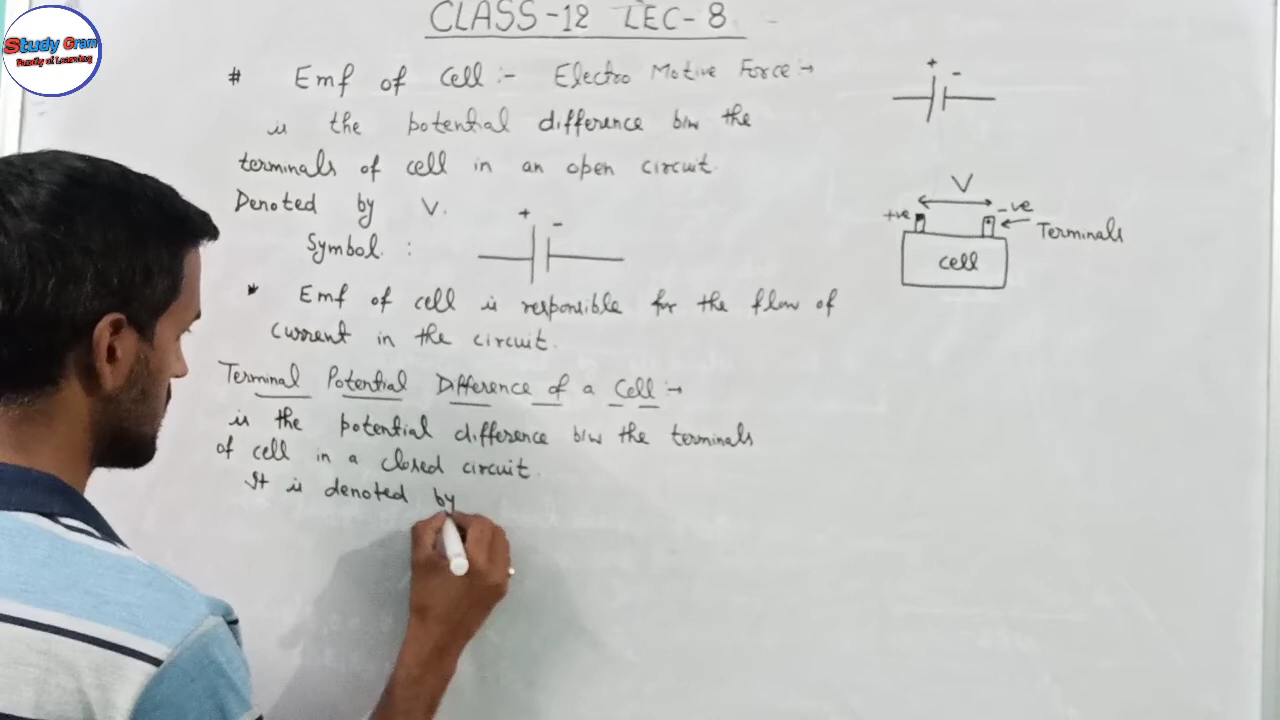 Study Gram
Family of Learning
CLASS-12 LEC-8
# Emf of Cell :- Electro Motive Force :→
is the potential difference b/w the
terminals of cell in an open circuit.
Denoted by V.
Symbol :
+ -
* Emf of cell is responsible for the flow of
current in the circuit.
Terminal Potential Difference of a Cell :→
is the potential difference b/w the terminals
of cell in a closed circuit.
It is denoted by
+ -
V
+ve -ve
Terminals
cell